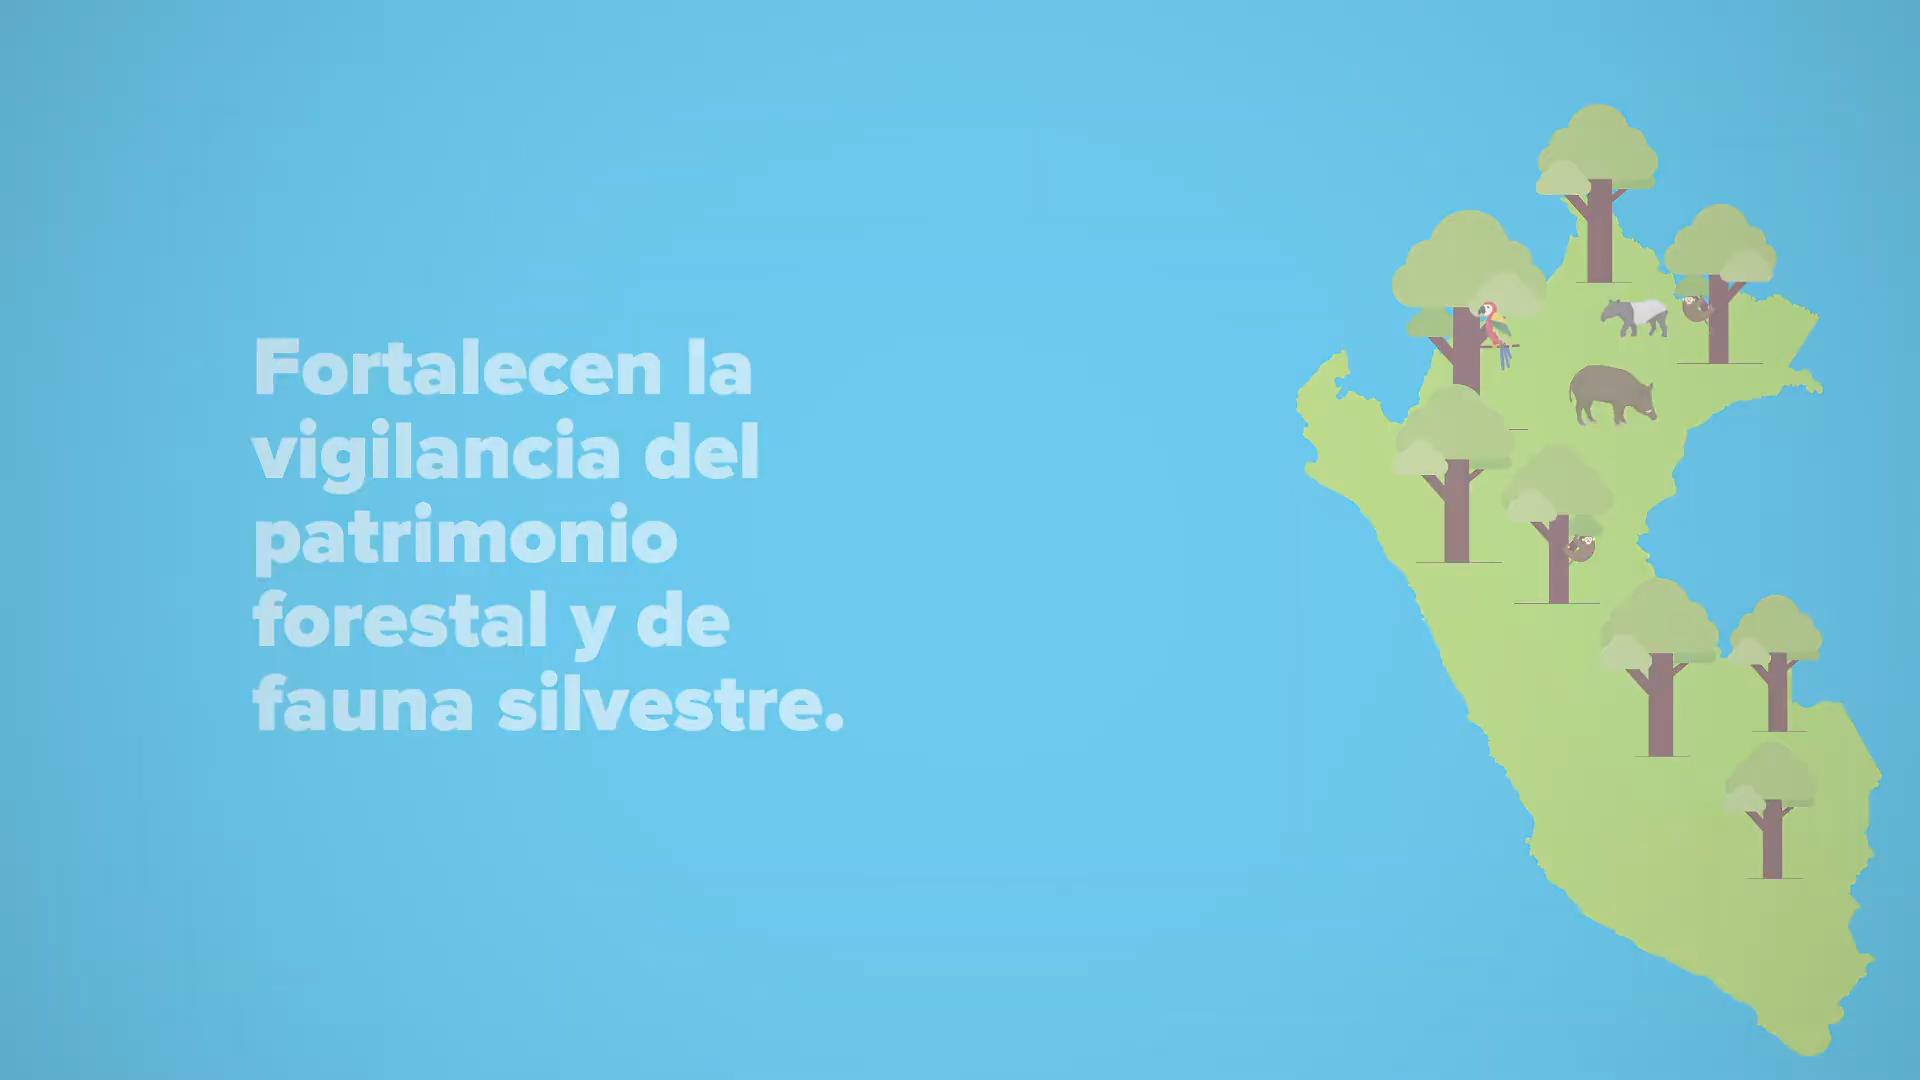 Fortalecen la
vigilancia del
patrimonio
forestal y de
fauna silvestre.